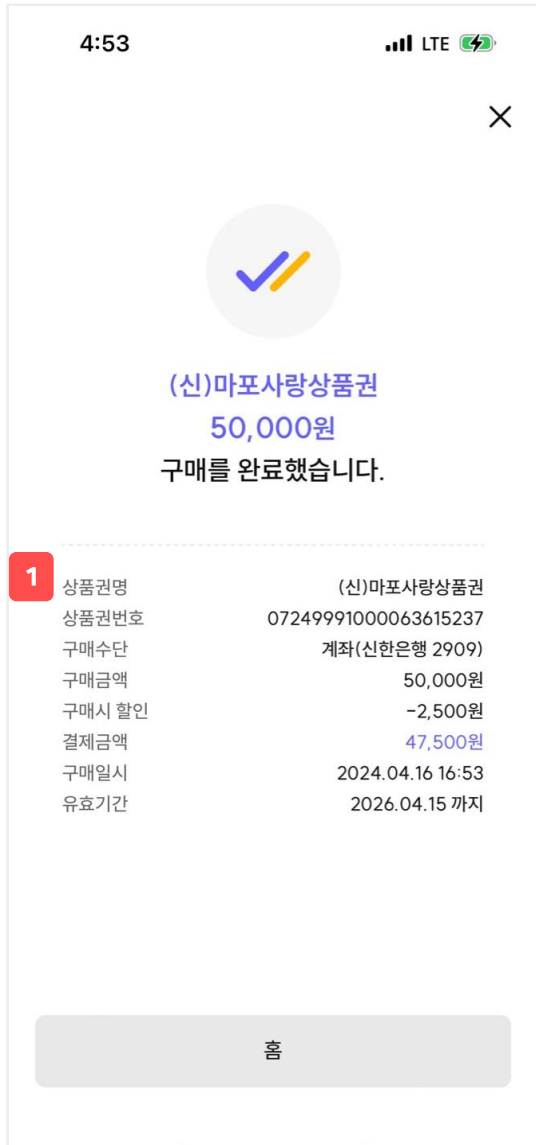 4:53 LTE
(신)마포사랑상품권
50,000원
구매를 완료했습니다.
1
상품권명 (신)마포사랑상품권
상품권번호 07249991000063615237
구매수단 계좌(신한은행 2909)
구매금액 50,000원
구매시 할인 -2,500원
결제금액 47,500원
구매일시 2024.04.16 16:53
유효기간 2026.04.15 까지
홈